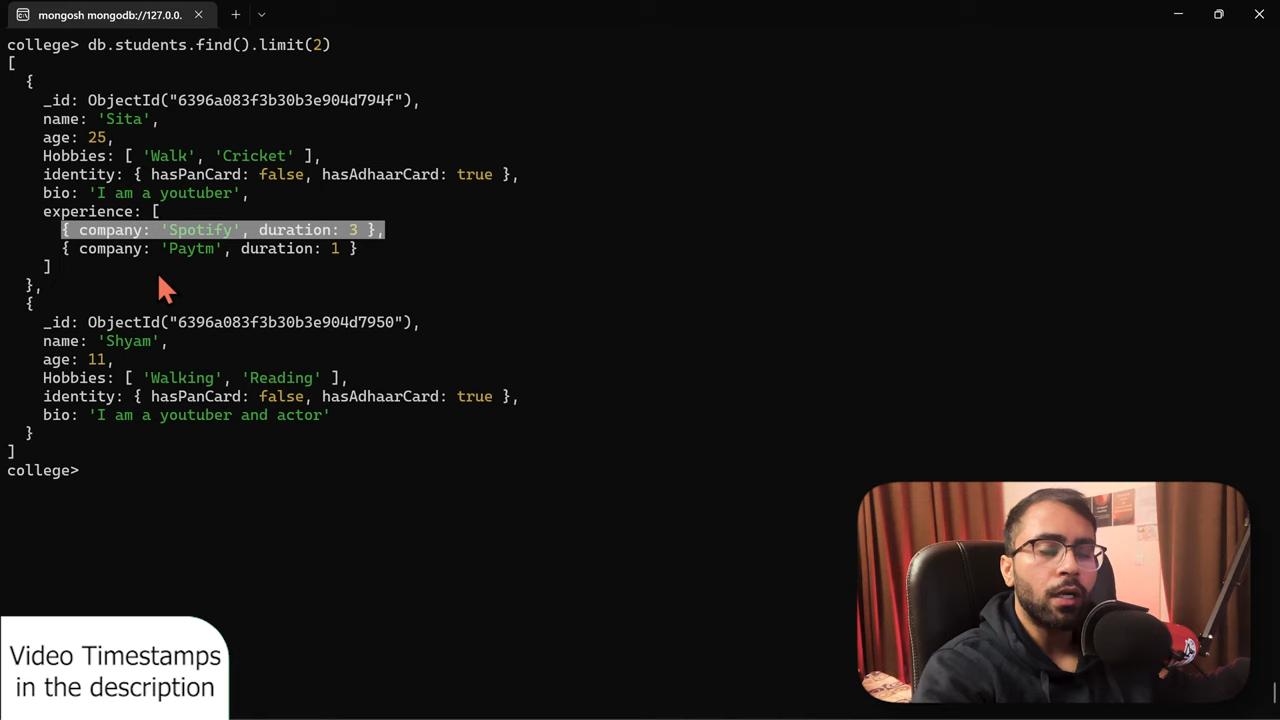 mongosh mongodb://127.0.0.
college> db.students.find().limit(2)
[
  {
    _id: ObjectId("6396a083f3b30b3e904d794f"),
    name: 'Sita',
    age: 25,
    Hobbies: [ 'Walk', 'Cricket' ],
    identity: { hasPanCard: false, hasAdhaarCard: true },
    bio: 'I am a youtuber',
    experience: [
      { company: 'Spotify', duration: 3 },
      { company: 'Paytm', duration: 1 }
    ]
  },
  {
    _id: ObjectId("6396a083f3b30b3e904d7950"),
    name: 'Shyam',
    age: 11,
    Hobbies: [ 'Walking', 'Reading' ],
    identity: { hasPanCard: false, hasAdhaarCard: true },
    bio: 'I am a youtuber and actor'
  }
]
college>
Video Timestamps
in the description